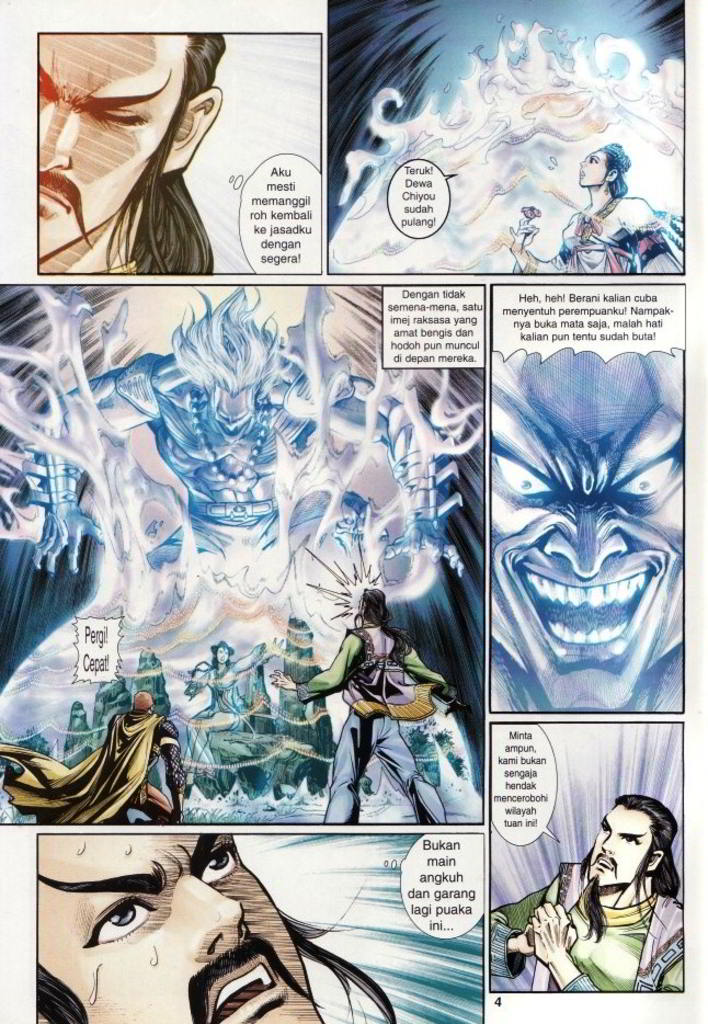 Aku
mesti
memanggil
roh kembali
ke jasadku
dengan
segera!
Teruk!
Dewa
Chiyou
sudah
pulang!
Dengan tidak
semena-mena, satu
imej raksasa yang
amat bengis dan
hodoh pun muncul
di depan mereka.
Pergi!
Cepat!
Heh, heh! Berani kalian cuba
menyentuh perempuanku! Nampak-
nya buka mata saja, malah hati
kalian pun tentu sudah buta!
Minta
ampun,
kami bukan
sengaja
hendak
mencerobohi
wilayah
tuan ini!
Bukan
main
angkuh
dan garang
lagi puaka
ini...
4